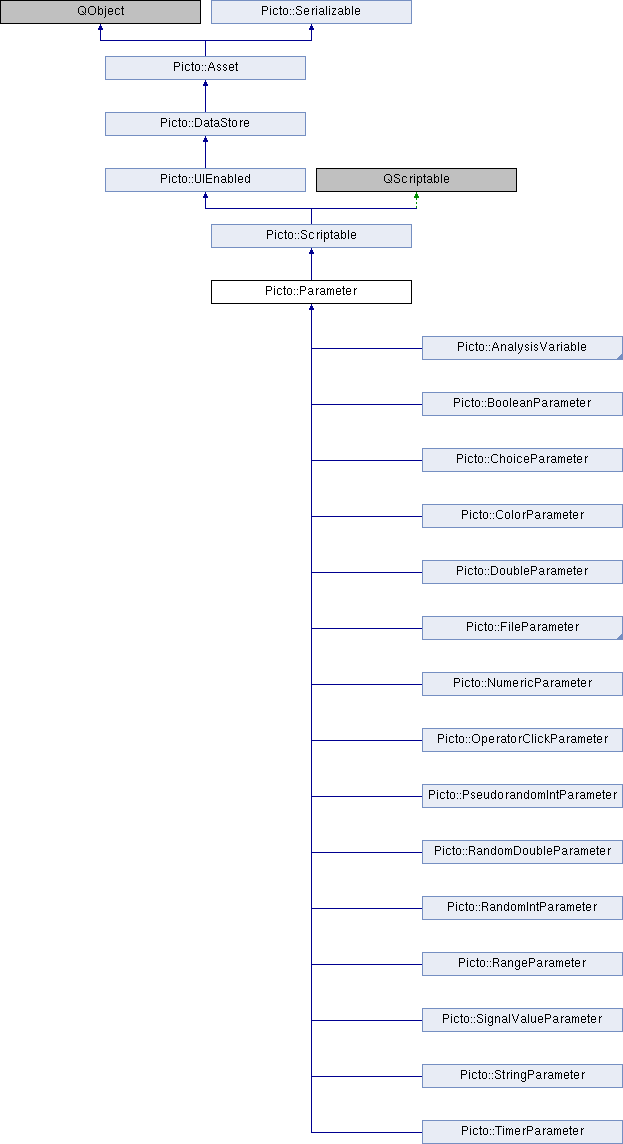 QObject
Picto::Serializable
Picto::Asset
Picto::DataStore
Picto::UIEnabled
QScriptable
Picto::Scriptable
Picto::Parameter
Picto::AnalysisVariable
Picto::BooleanParameter
Picto::ChoiceParameter
Picto::ColorParameter
Picto::DoubleParameter
Picto::FileParameter
Picto::NumericParameter
Picto::OperatorClickParameter
Picto::PseudorandomIntParameter
Picto::RandomDoubleParameter
Picto::RandomIntParameter
Picto::RangeParameter
Picto::SignalValueParameter
Picto::StringParameter
Picto::TimerParameter